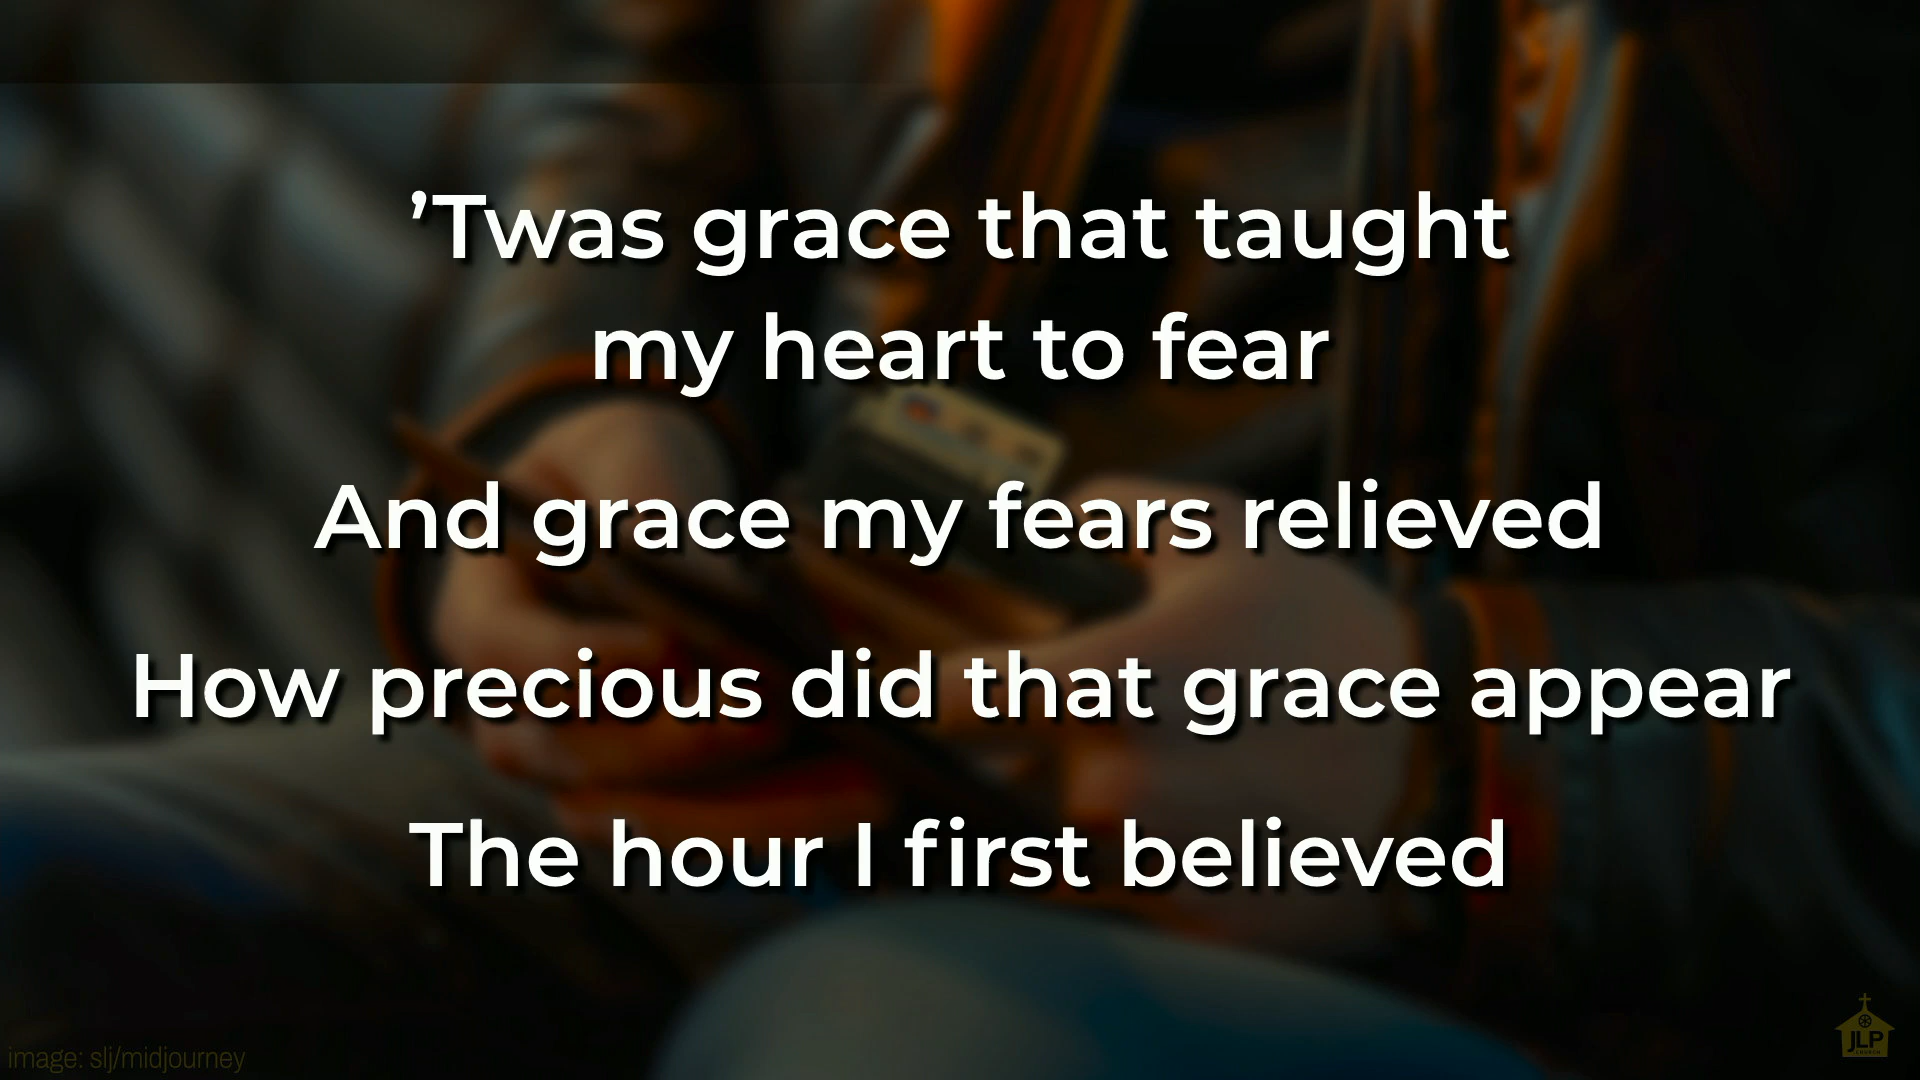 ’Twas grace that taught
my heart to fear
And grace my fears relieved
How precious did that grace appear
The hour I first believed
image: slj/midjourney
JLP
CHURCH